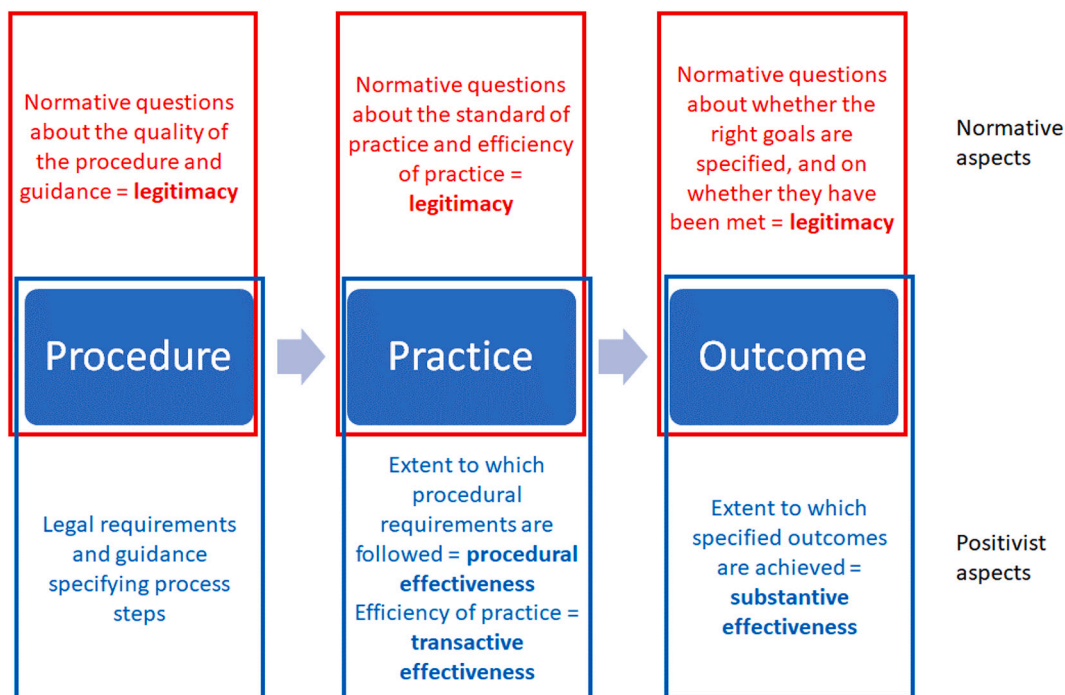 Normative questions
about the quality of
the procedure and
guidance = legitimacy
Normative questions
about the standard of
practice and efficiency
of practice =
legitimacy
Normative questions
about whether the
right goals are
specified, and on
whether they have
been met = legitimacy
Normative
aspects
Procedure
Practice
Outcome
Legal requirements
and guidance
specifying process
steps
Extent to which
procedural
requirements are
followed = procedural
effectiveness
Efficiency of practice =
transactive
effectiveness
Extent to which
specified outcomes
are achieved =
substantive
effectiveness
Positivist
aspects